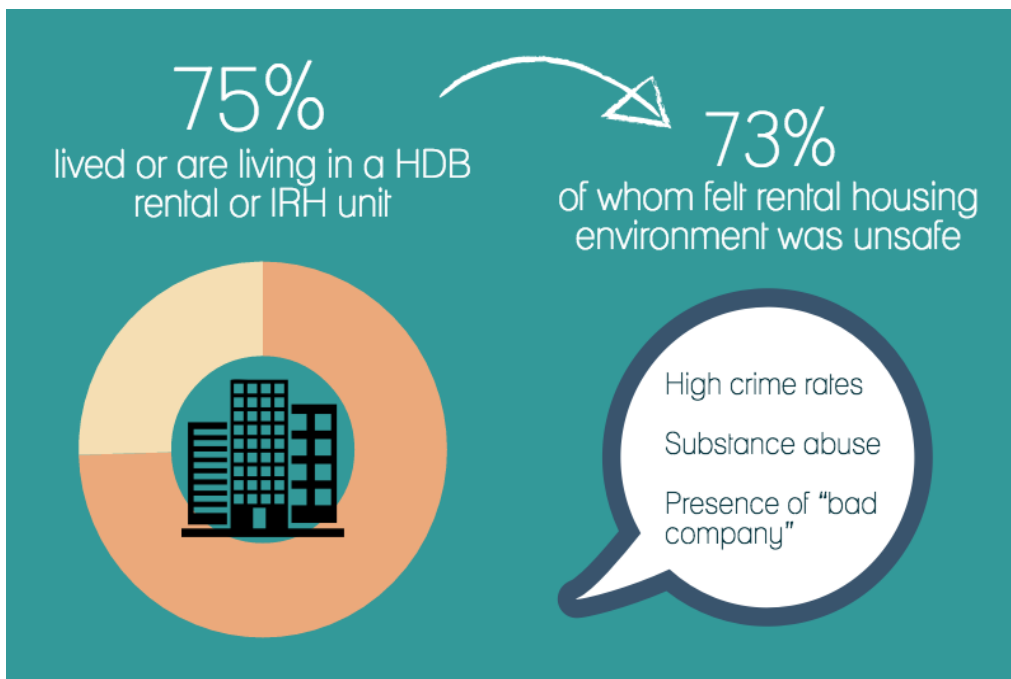 75%
lived or are living in a HDB
rental or IRH unit
73%
of whom felt rental housing
environment was unsafe
High crime rates
Substance abuse
Presence of “bad
company”